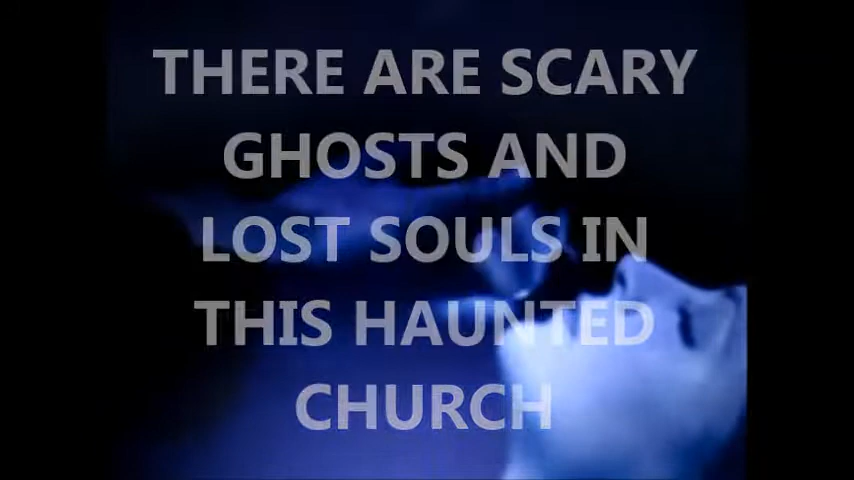 THERE ARE SCARY
GHOSTS AND
LOST SOULS IN
THIS HAUNTED
CHURCH